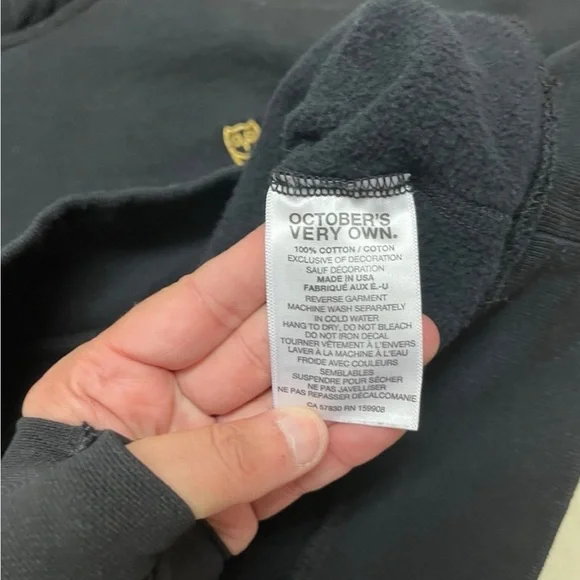 OCTOBER'S
VERY OWN®
100% COTTON / COTON
EXCLUSIVE OF DECORATION
SAUF DÉCORATION
MADE IN USA
FABRIQUÉ AUX É.-U
REVERSE GARMENT
MACHINE WASH SEPARATELY
IN COLD WATER
HANG TO DRY, DO NOT BLEACH
DO NOT IRON DECAL
TOURNER VÊTEMENT À L'ENVERS
LAVER À LA MACHINE À L'EAU
FROIDE AVEC COULEURS
SEMBLABLES
SUSPENDRE POUR SÉCHER
NE PAS JAVELLISER
NE PAS REPASSER DÉCALCOMANIE
CA 57830 RN 159908